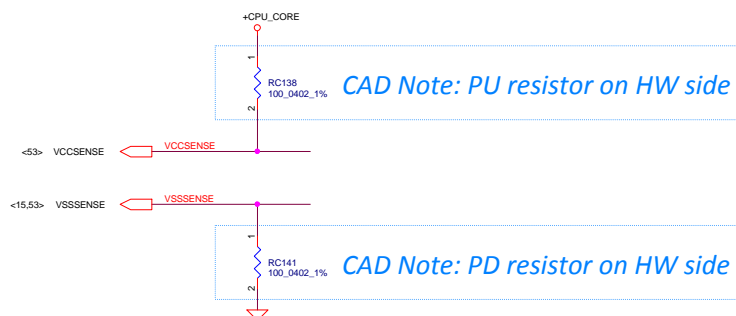 +CPU_CORE
1
RC138
100_0402_1%
CAD Note: PU resistor on HW side
2
<53> VCCSENSE VCCSENSE
<15,53> VSSSENSE VSSSENSE
1
RC141
100_0402_1%
CAD Note: PD resistor on HW side
2